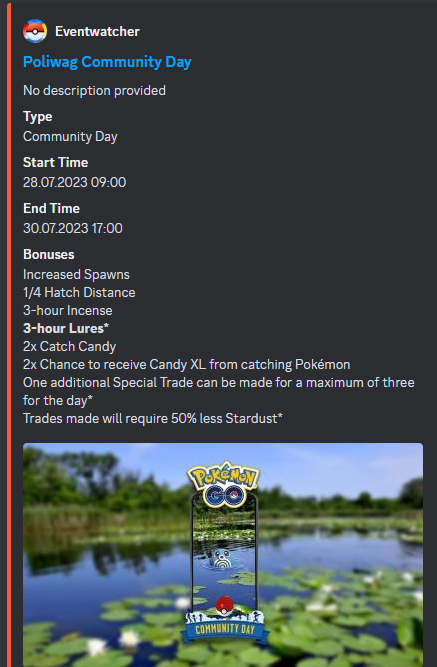 Eventwatcher
Poliwag Community Day
No description provided
Type
Community Day
Start Time
28.07.2023 09:00
End Time
30.07.2023 17:00
Bonuses
Increased Spawns
1/4 Hatch Distance
3-hour Incense
3-hour Lures*
2x Catch Candy
2x Chance to receive Candy XL from catching Pokémon
One additional Special Trade can be made for a maximum of three
for the day*
Trades made will require 50% less Stardust*
POKéMON
GO
COMMUNITY DAY